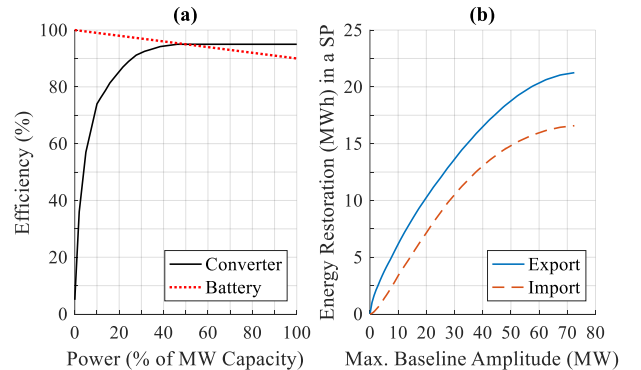 (a)
(b)
Efficiency (%)
100
80
60
40
20
0
Converter
Battery
0
20
40
60
80
100
Power (% of MW Capacity)
Energy Restoration (MWh) in a SP
25
20
15
10
5
0
Export
Import
0
10
20
30
40
50
60
70
80
Max. Baseline Amplitude (MW)